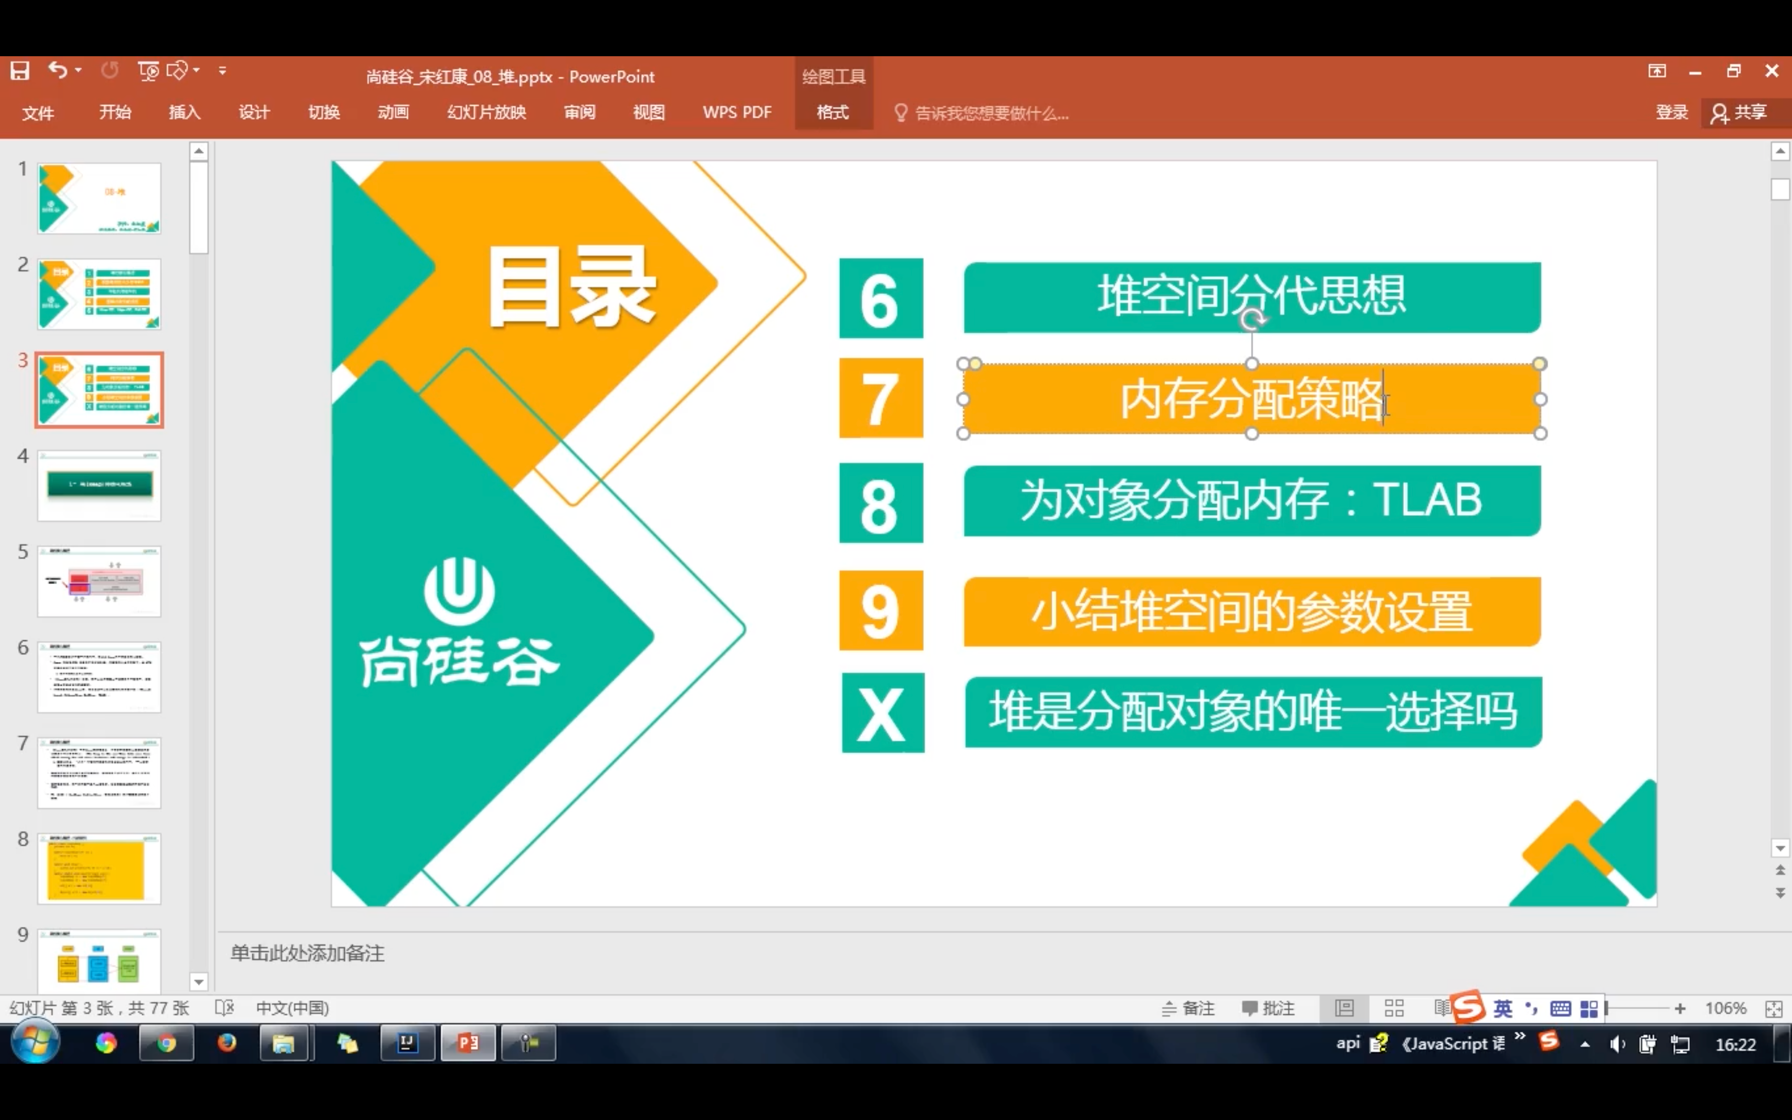 尚硅谷_宋红康_08_堆.pptx - PowerPoint
绘图工具
文件
开始
插入
设计
切换
动画
幻灯片放映
审阅
视图
WPS PDF
格式
告诉我您想要做什么...
登录
共享
1
2
3
4
5
6
7
8
9
目录
尚硅谷
6
堆空间分代思想
7
内存分配策略
8
为对象分配内存：TLAB
9
小结堆空间的参数设置
X
堆是分配对象的唯一选择吗
单击此处添加备注
幻灯片 第 3 张，共 77 张
中文(中国)
备注
批注
英
106%
api
《JavaScript 语
16:22